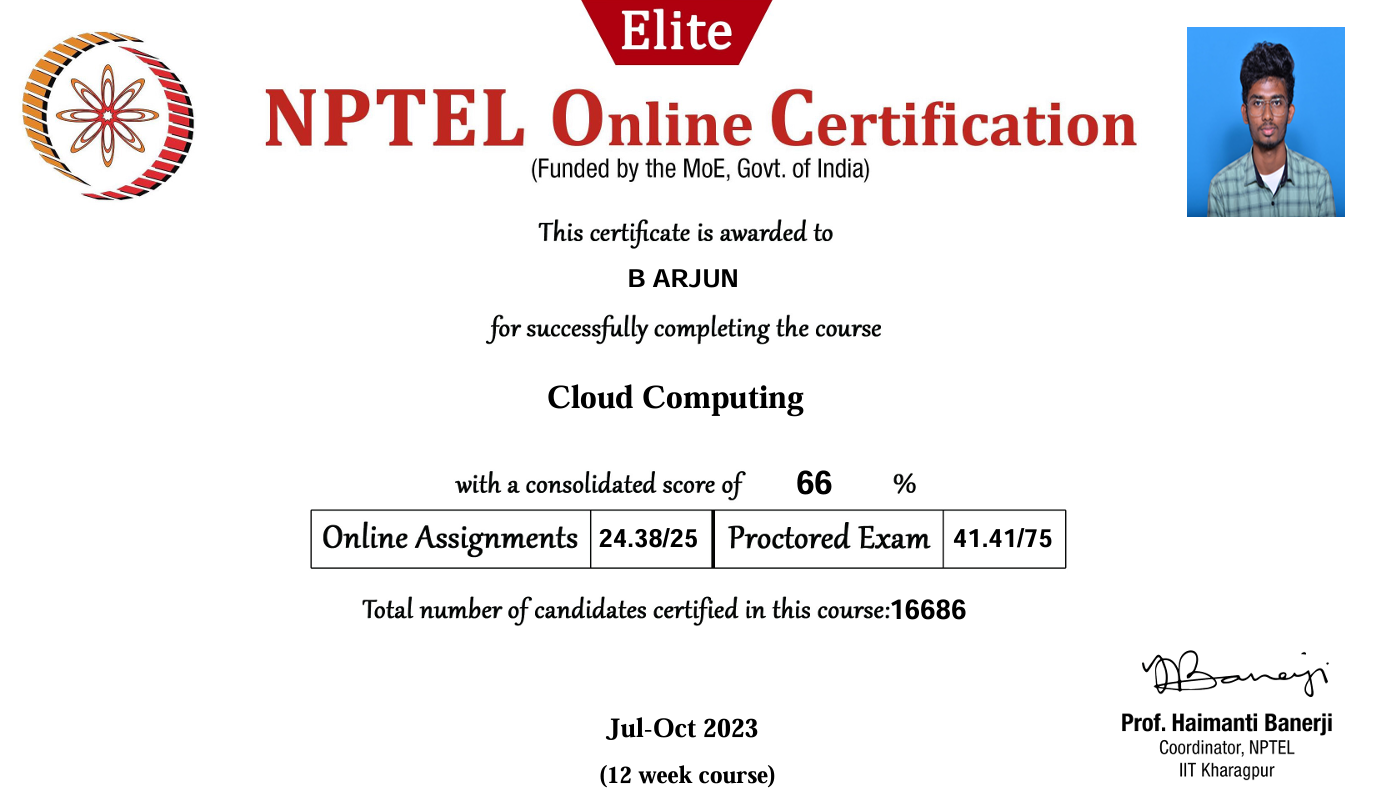 Elite
NPTEL Online Certification
(Funded by the MoE, Govt. of India)
This certificate is awarded to
B ARJUN
for successfully completing the course
Cloud Computing
with a consolidated score of 66 %
Online Assignments 24.38/25 Proctored Exam 41.41/75
Total number of candidates certified in this course:16686
Banerji
Prof. Haimanti Banerji
Coordinator, NPTEL
IIT Kharagpur
Jul-Oct 2023
(12 week course)